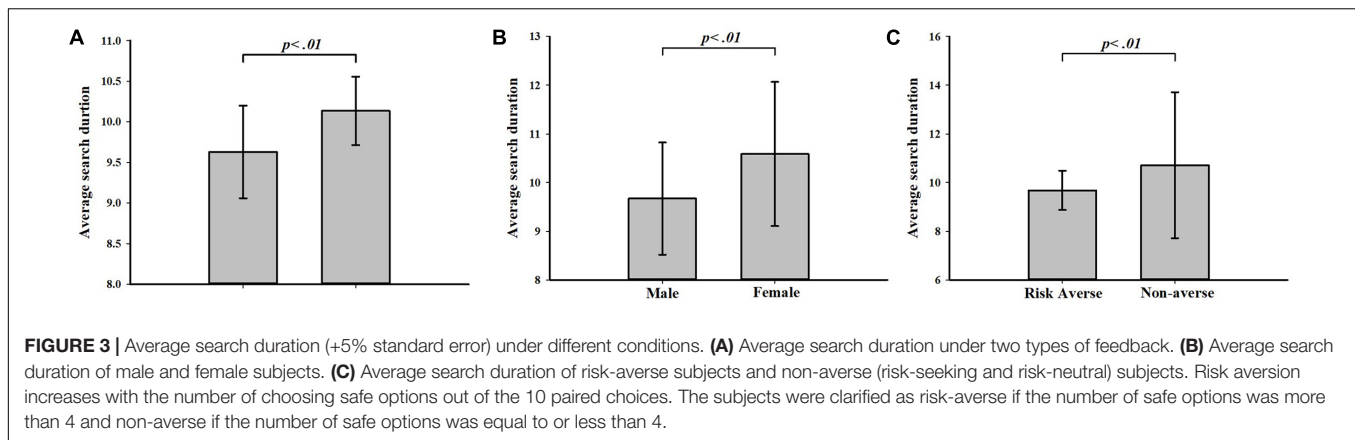 A
p< .01
11.0
10.5
10.0
9.5
9.0
8.5
8.0
Average search durtion
B
p< .01
13
12
11
10
9
8
Average search duration
Male Female
C
p< .01
16
14
12
10
8
6
Average search duration
Risk Averse Non-averse
FIGURE 3 | Average search duration (+5% standard error) under different conditions. (A) Average search duration under two types of feedback. (B) Average search
duration of male and female subjects. (C) Average search duration of risk-averse subjects and non-averse (risk-seeking and risk-neutral) subjects. Risk aversion
increases with the number of choosing safe options out of the 10 paired choices. The subjects were clarified as risk-averse if the number of safe options was more
than 4 and non-averse if the number of safe options was equal to or less than 4.